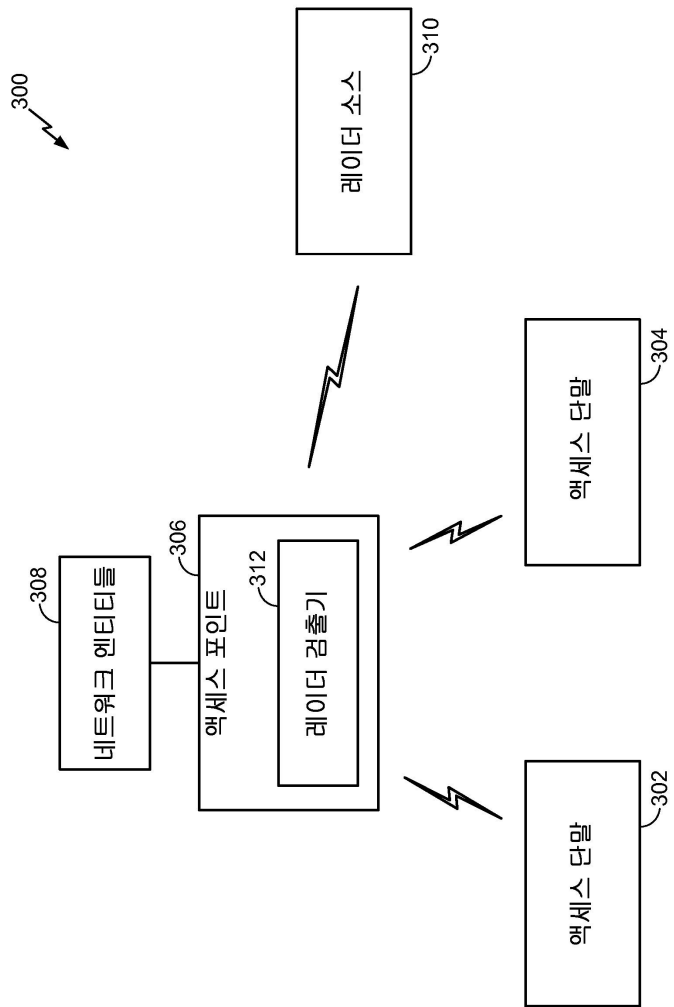 300
네트워크 엔티티들
308
액세스 포인트
306
레이더 검출기
312
레이더 소스
310
액세스 단말
302
액세스 단말
304